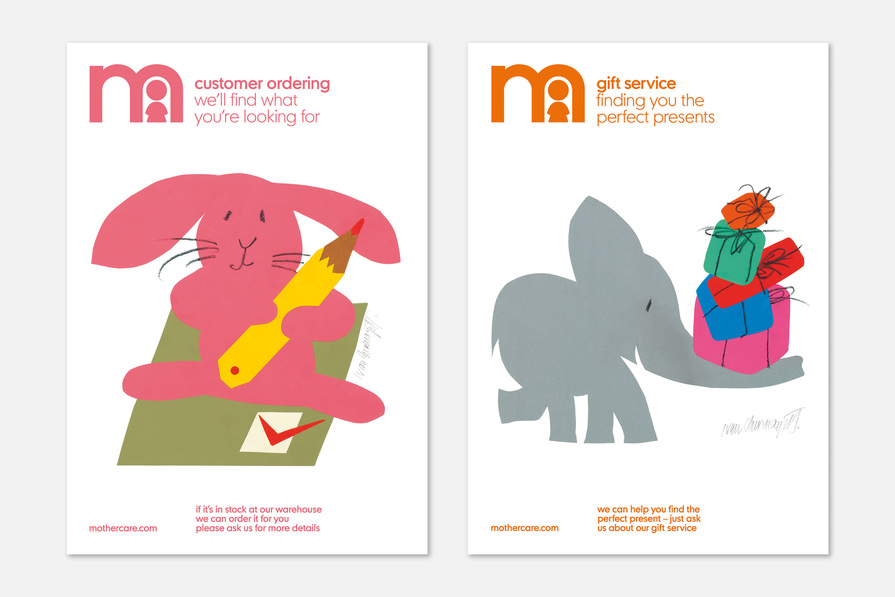 customer ordering
we'll find what
you're looking for
if it's in stock at our warehouse
we can order it for you
please ask us for more details
mothercare.com
gift service
finding you the
perfect presents
we can help you find the
perfect present – just ask
us about our gift service
mothercare.com